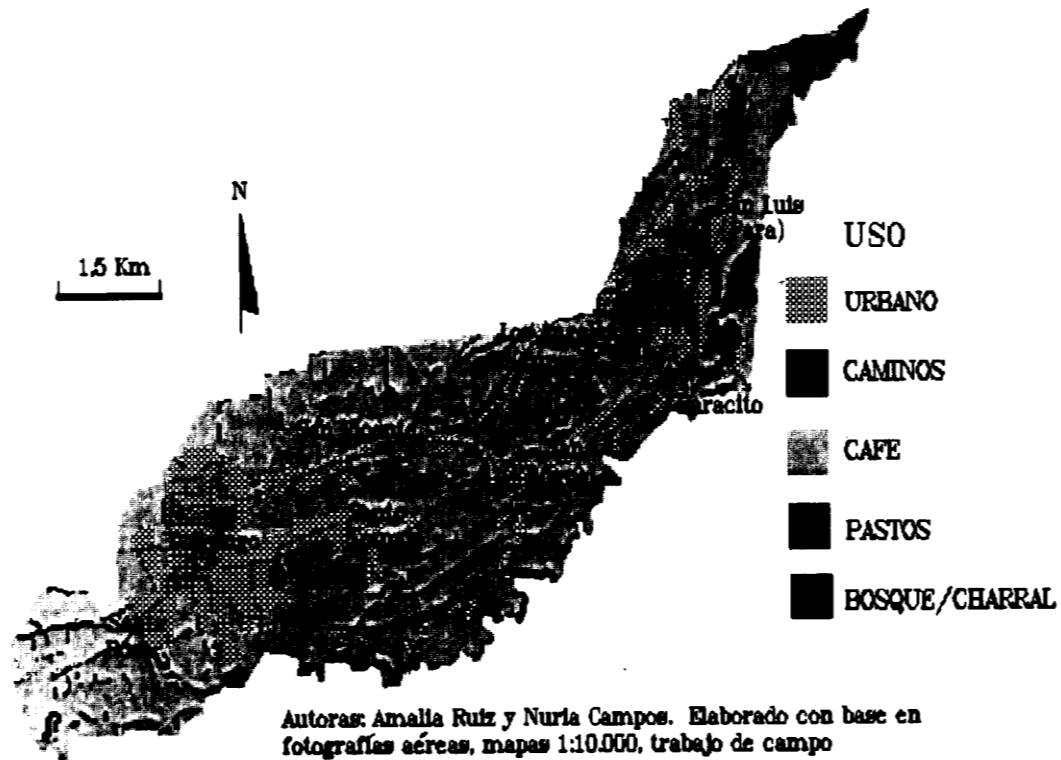 N
1.5 Km
Luis
USO
URBANO
CAMINOS
CAFE
PASTOS
BOSQUE/CHARRAL
Autoras: Amalia Ruiz y Nuria Campos. Elaborado con base en
fotografías aéreas, mapas 1:10.000, trabajo de campo